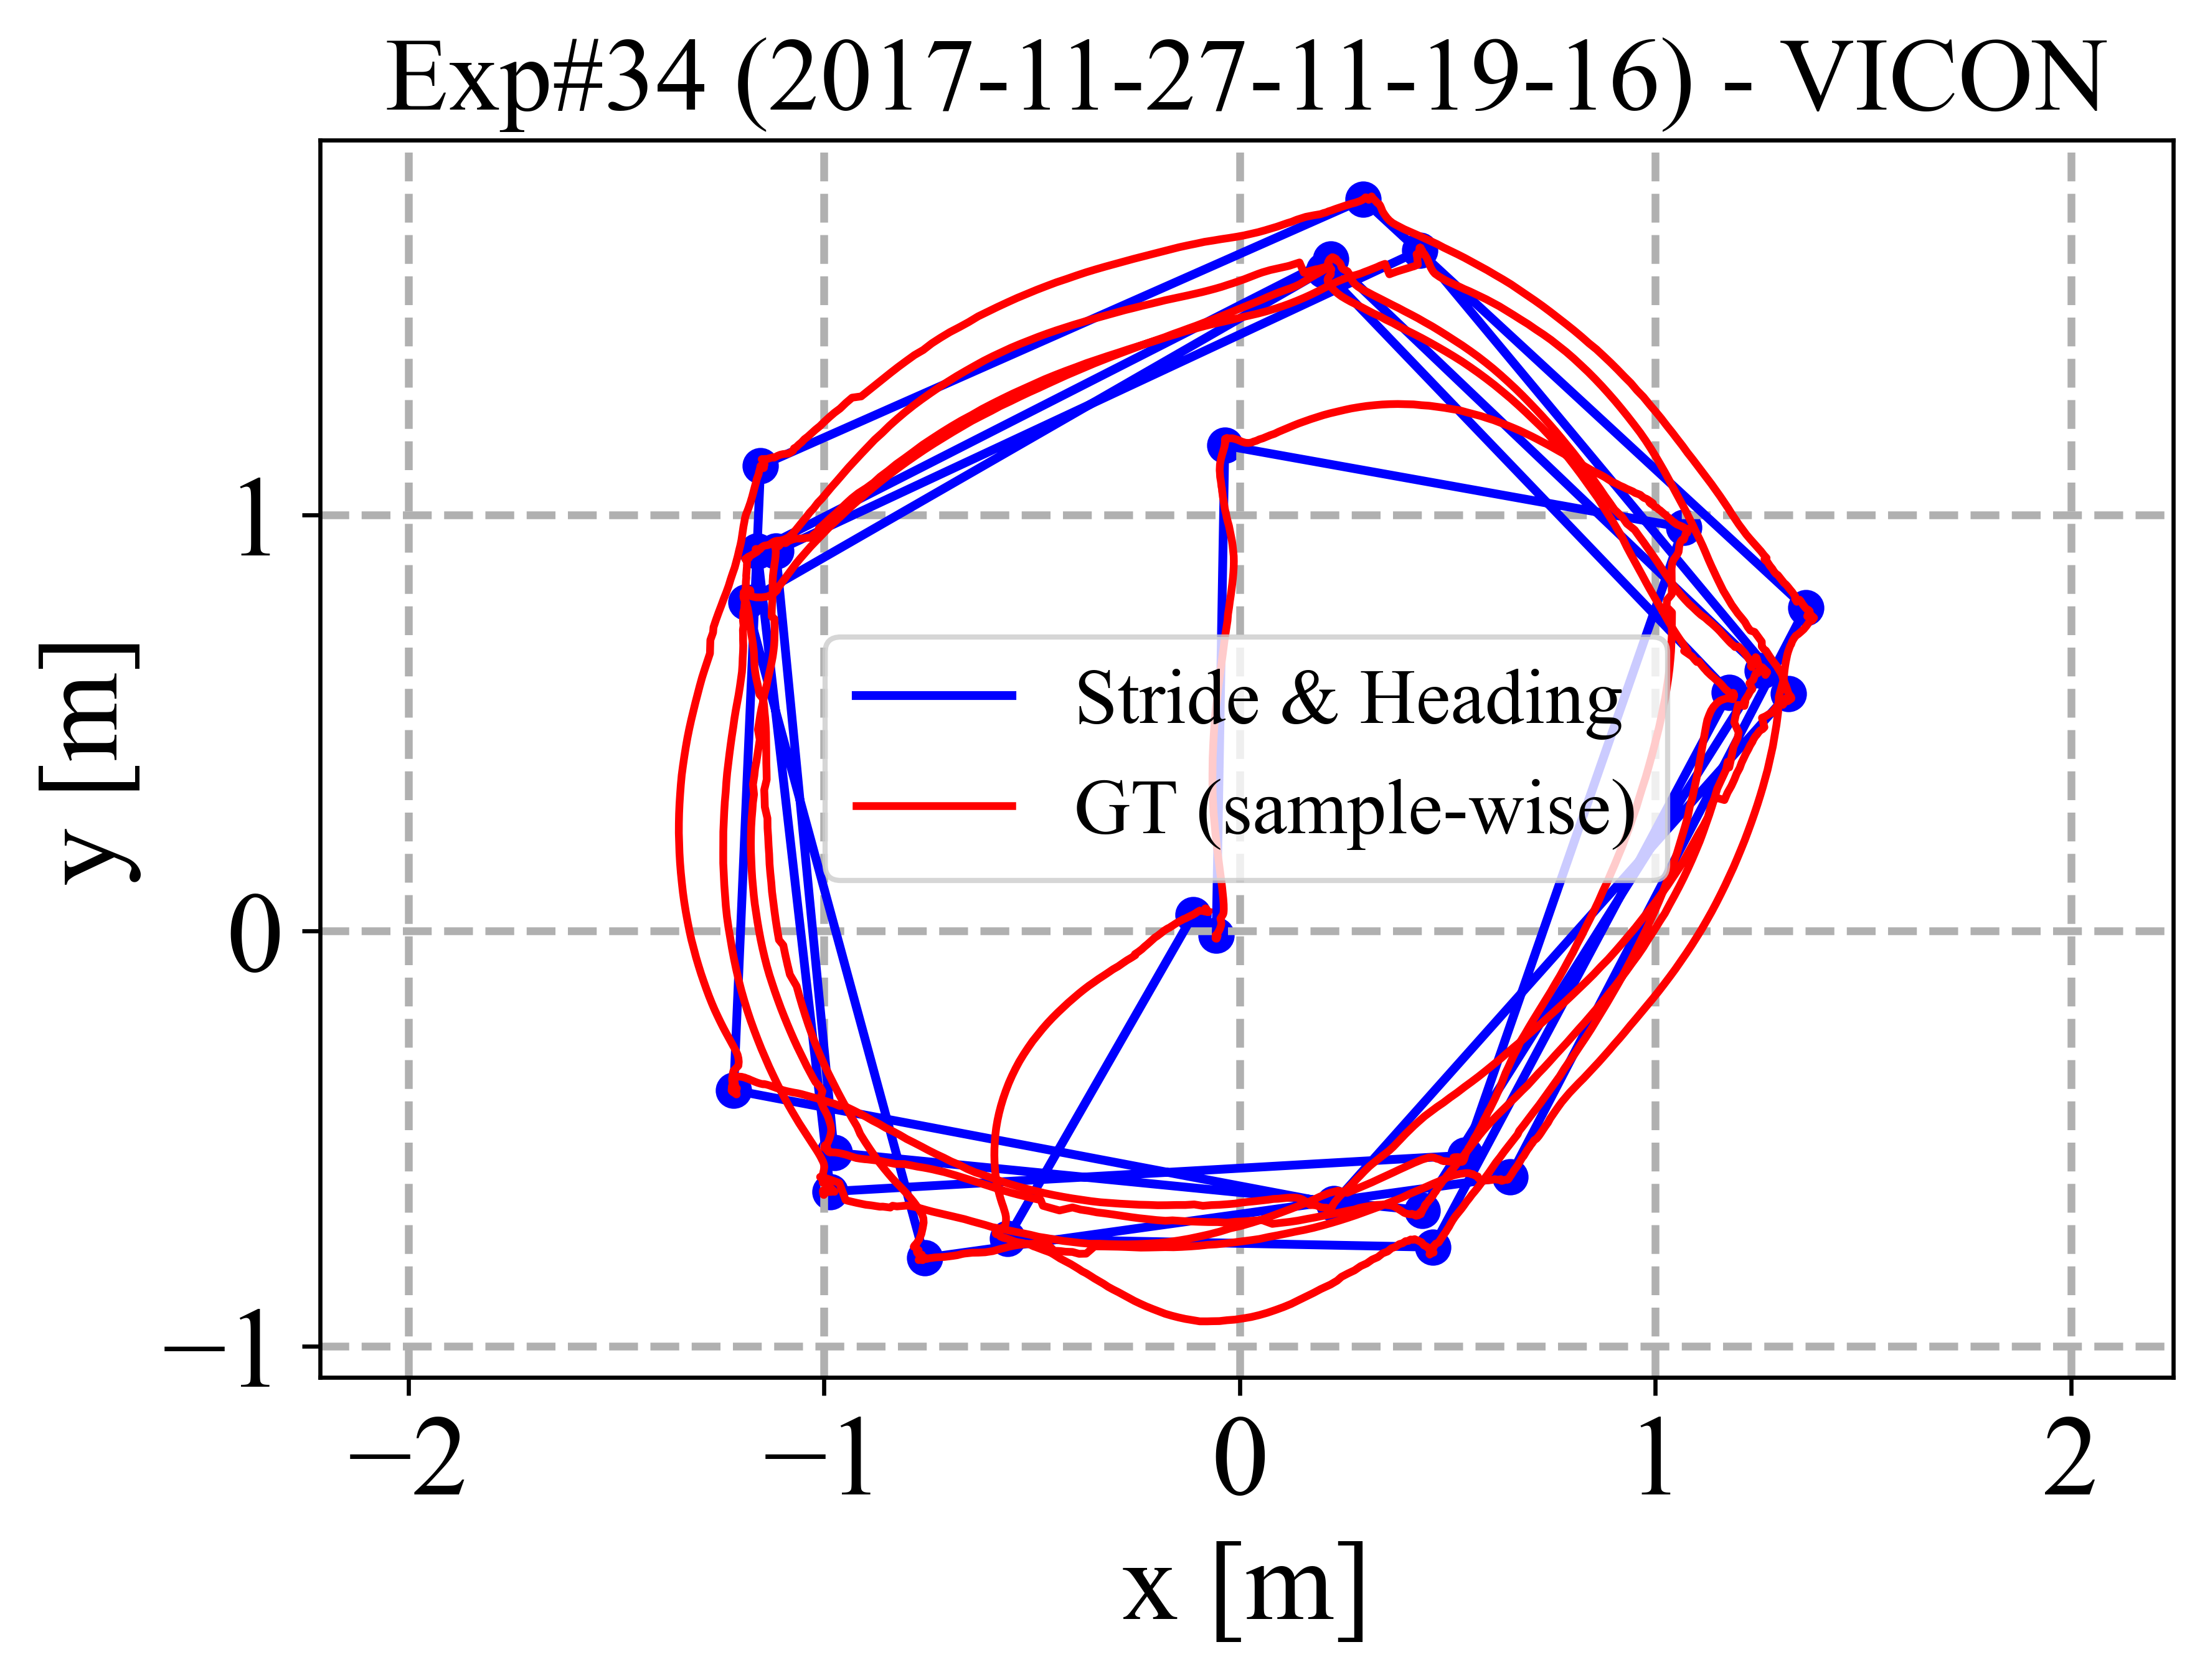 Exp#34 (2017-11-27-11-19-16) - VICON
y [m]
1
0
−1
Stride & Heading
GT (sample-wise)
−2 −1 0 1 2
x [m]